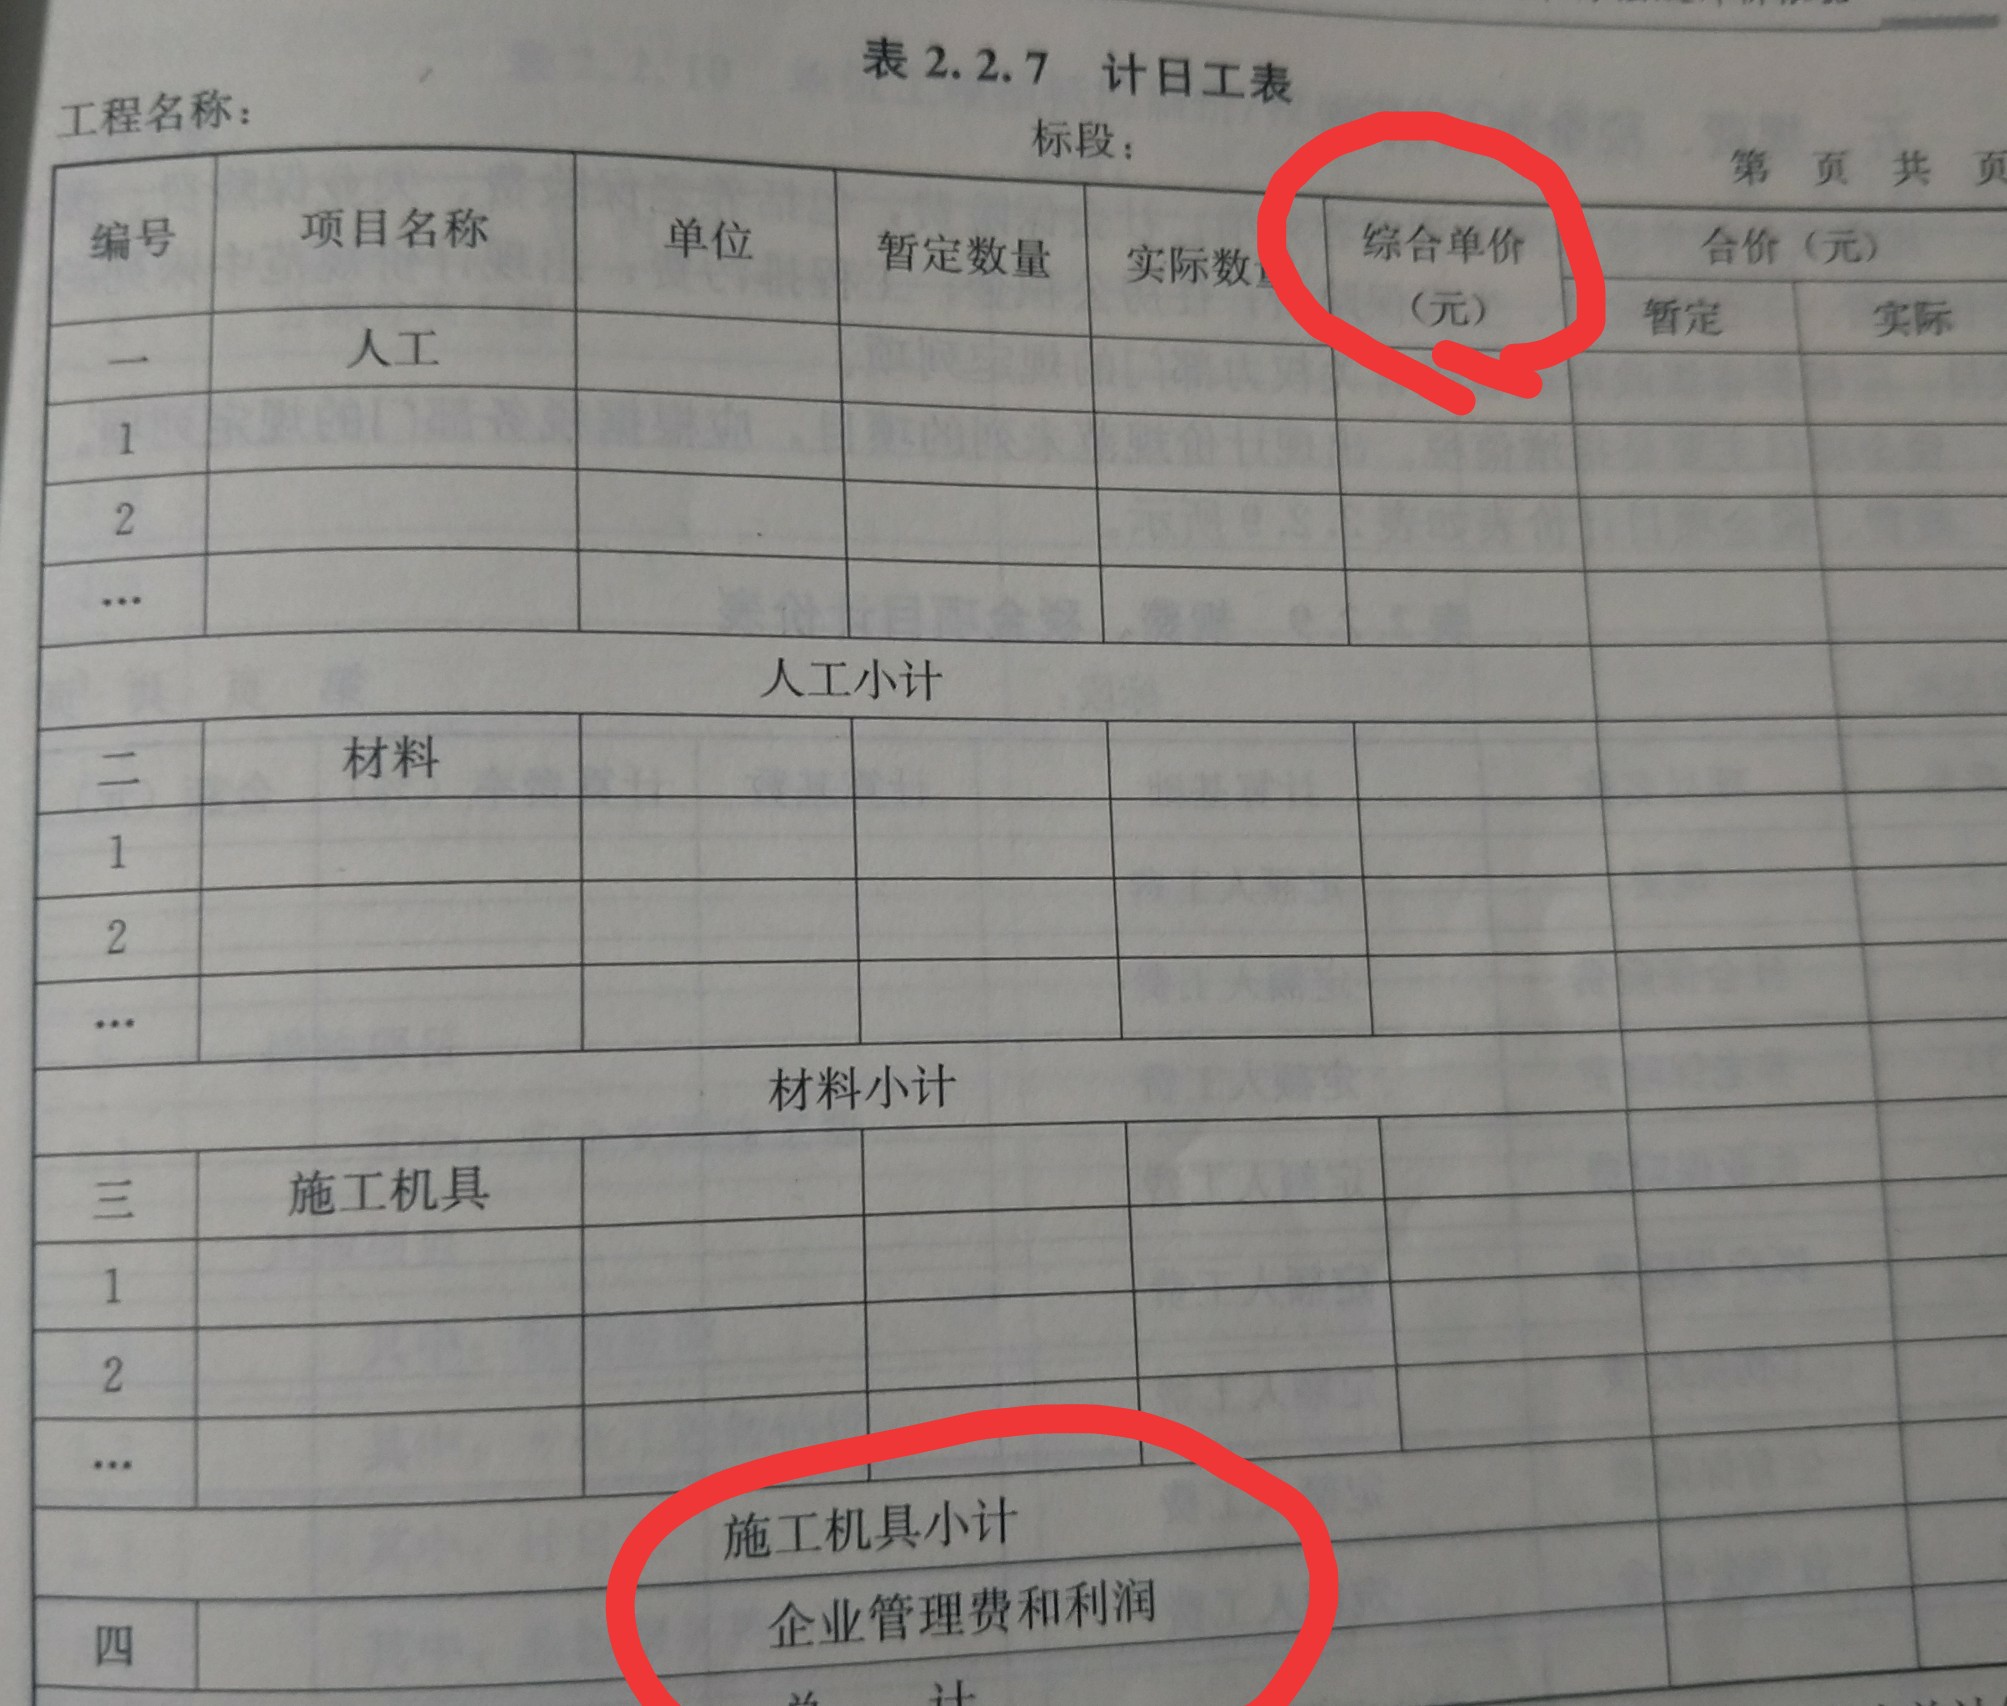 表2.2.7 计日工表
工程名称： 标段： 第 页 共 页
编号 项目名称 单位 暂定数量 实际数量 综合单价（元） 合价（元）
暂定 实际
一 人工
1
2
…
人工小计
二 材料
1
2
…
材料小计
三 施工机具
1
2
…
施工机具小计
四 企业管理费和利润
总 计